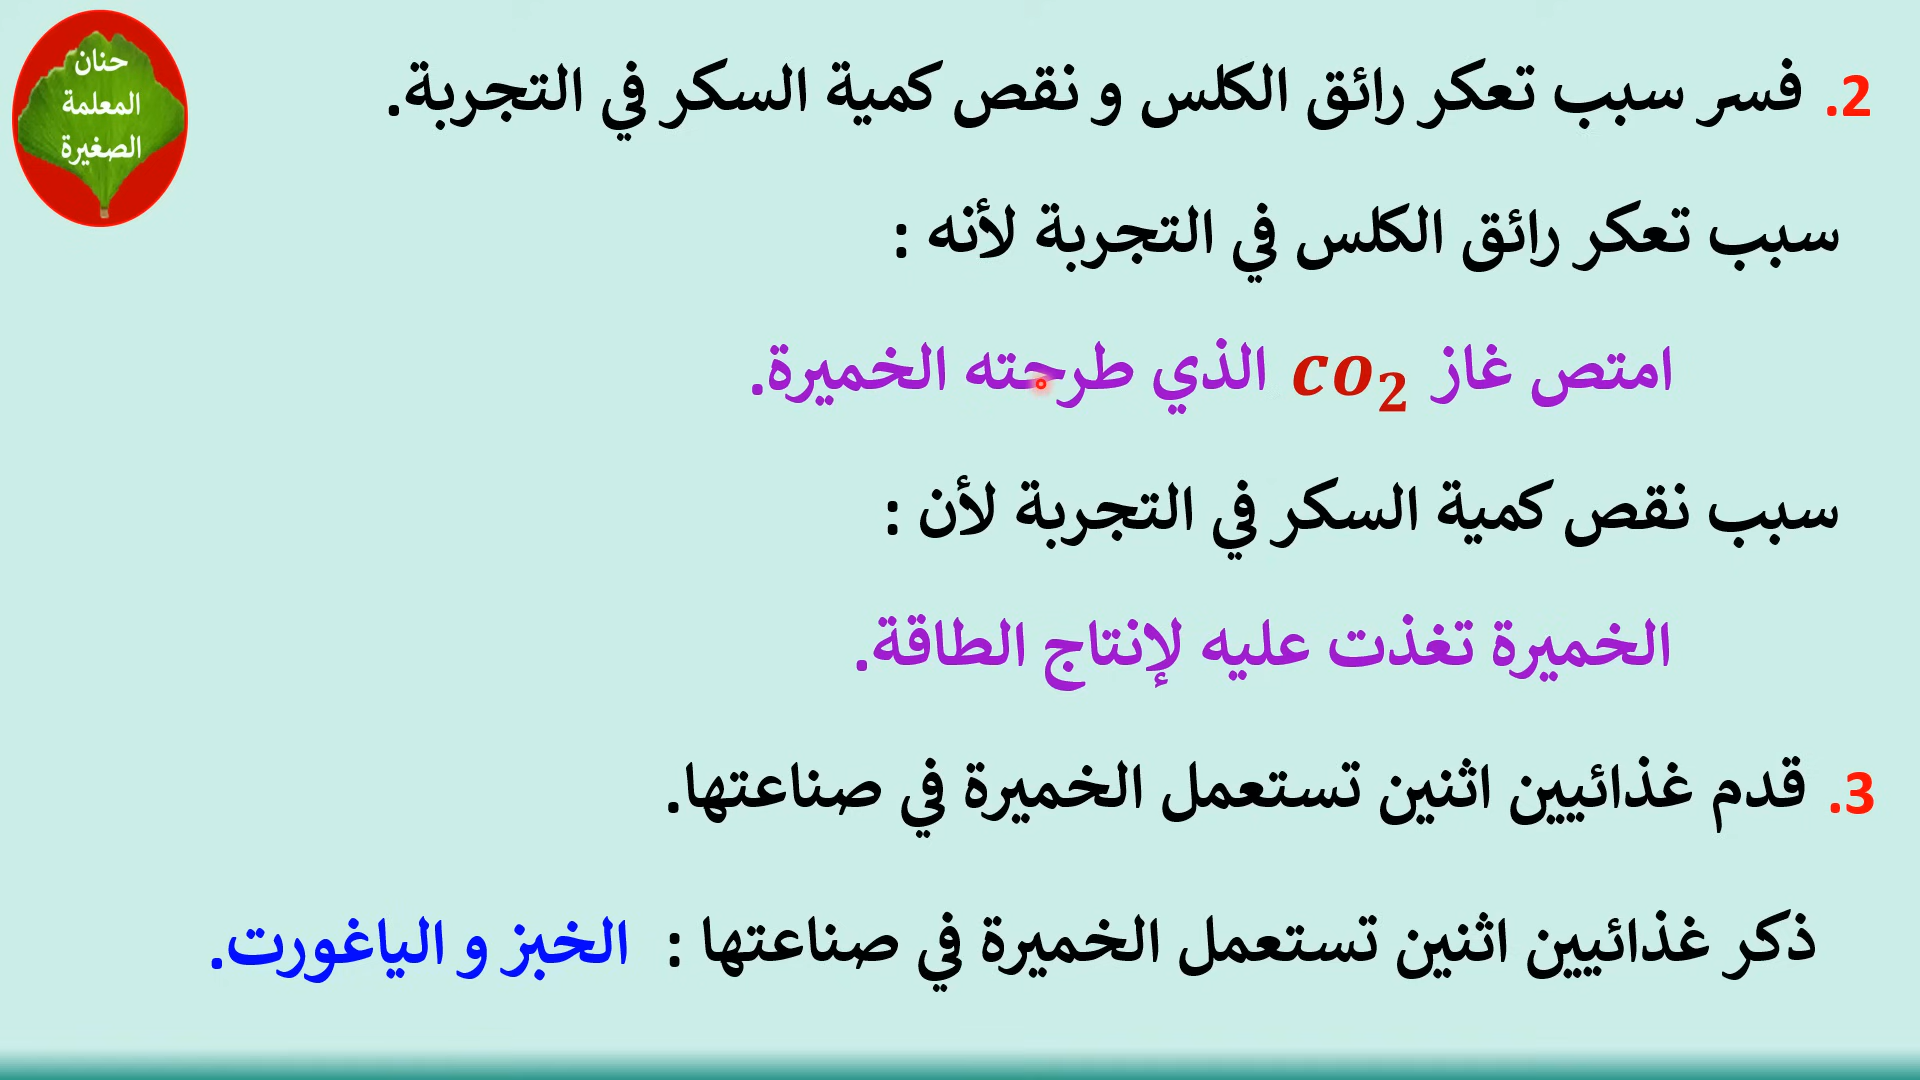 حنان
المعلمة
الصغيرة
2. فسر سبب تعكر رائق الكلس و نقص كمية السكر في التجربة.
سبب تعكر رائق الكلس في التجربة لأنه :
امتص غاز co₂ الذي طرحته الخميرة.
سبب نقص كمية السكر في التجربة لأن :
الخميرة تغذت عليه لإنتاج الطاقة.
3. قدم غذائيين اثنين تستعمل الخميرة في صناعتها.
ذكر غذائيين اثنين تستعمل الخميرة في صناعتها : الخبز و الياغورت.